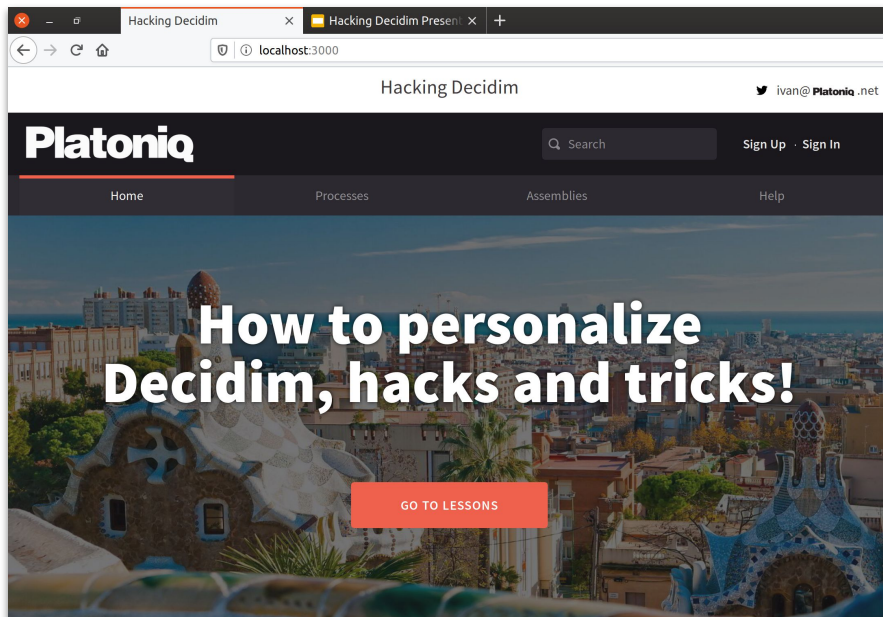 Hacking Decidim
Hacking Decidim Present
localhost:3000
Hacking Decidim
ivan@ Platoniq .net
Platoniq
Search
Sign Up · Sign In
Home
Processes
Assemblies
Help
How to personalize
Decidim, hacks and tricks!
GO TO LESSONS